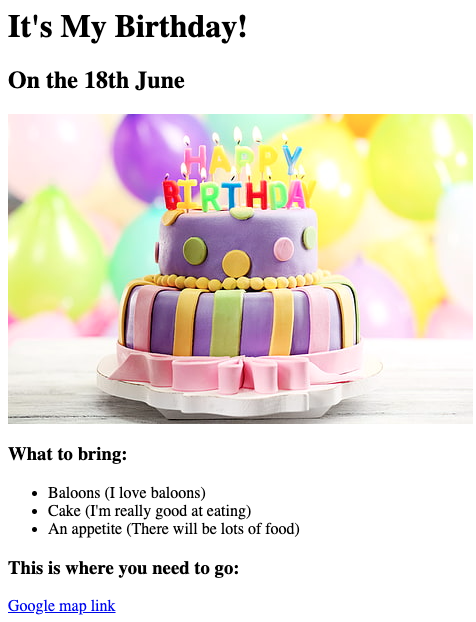 It's My Birthday!
On the 18th June
HAPPY
BIRTHDAY
What to bring:
Baloons (I love baloons)
Cake (I'm really good at eating)
An appetite (There will be lots of food)
This is where you need to go:
Google map link